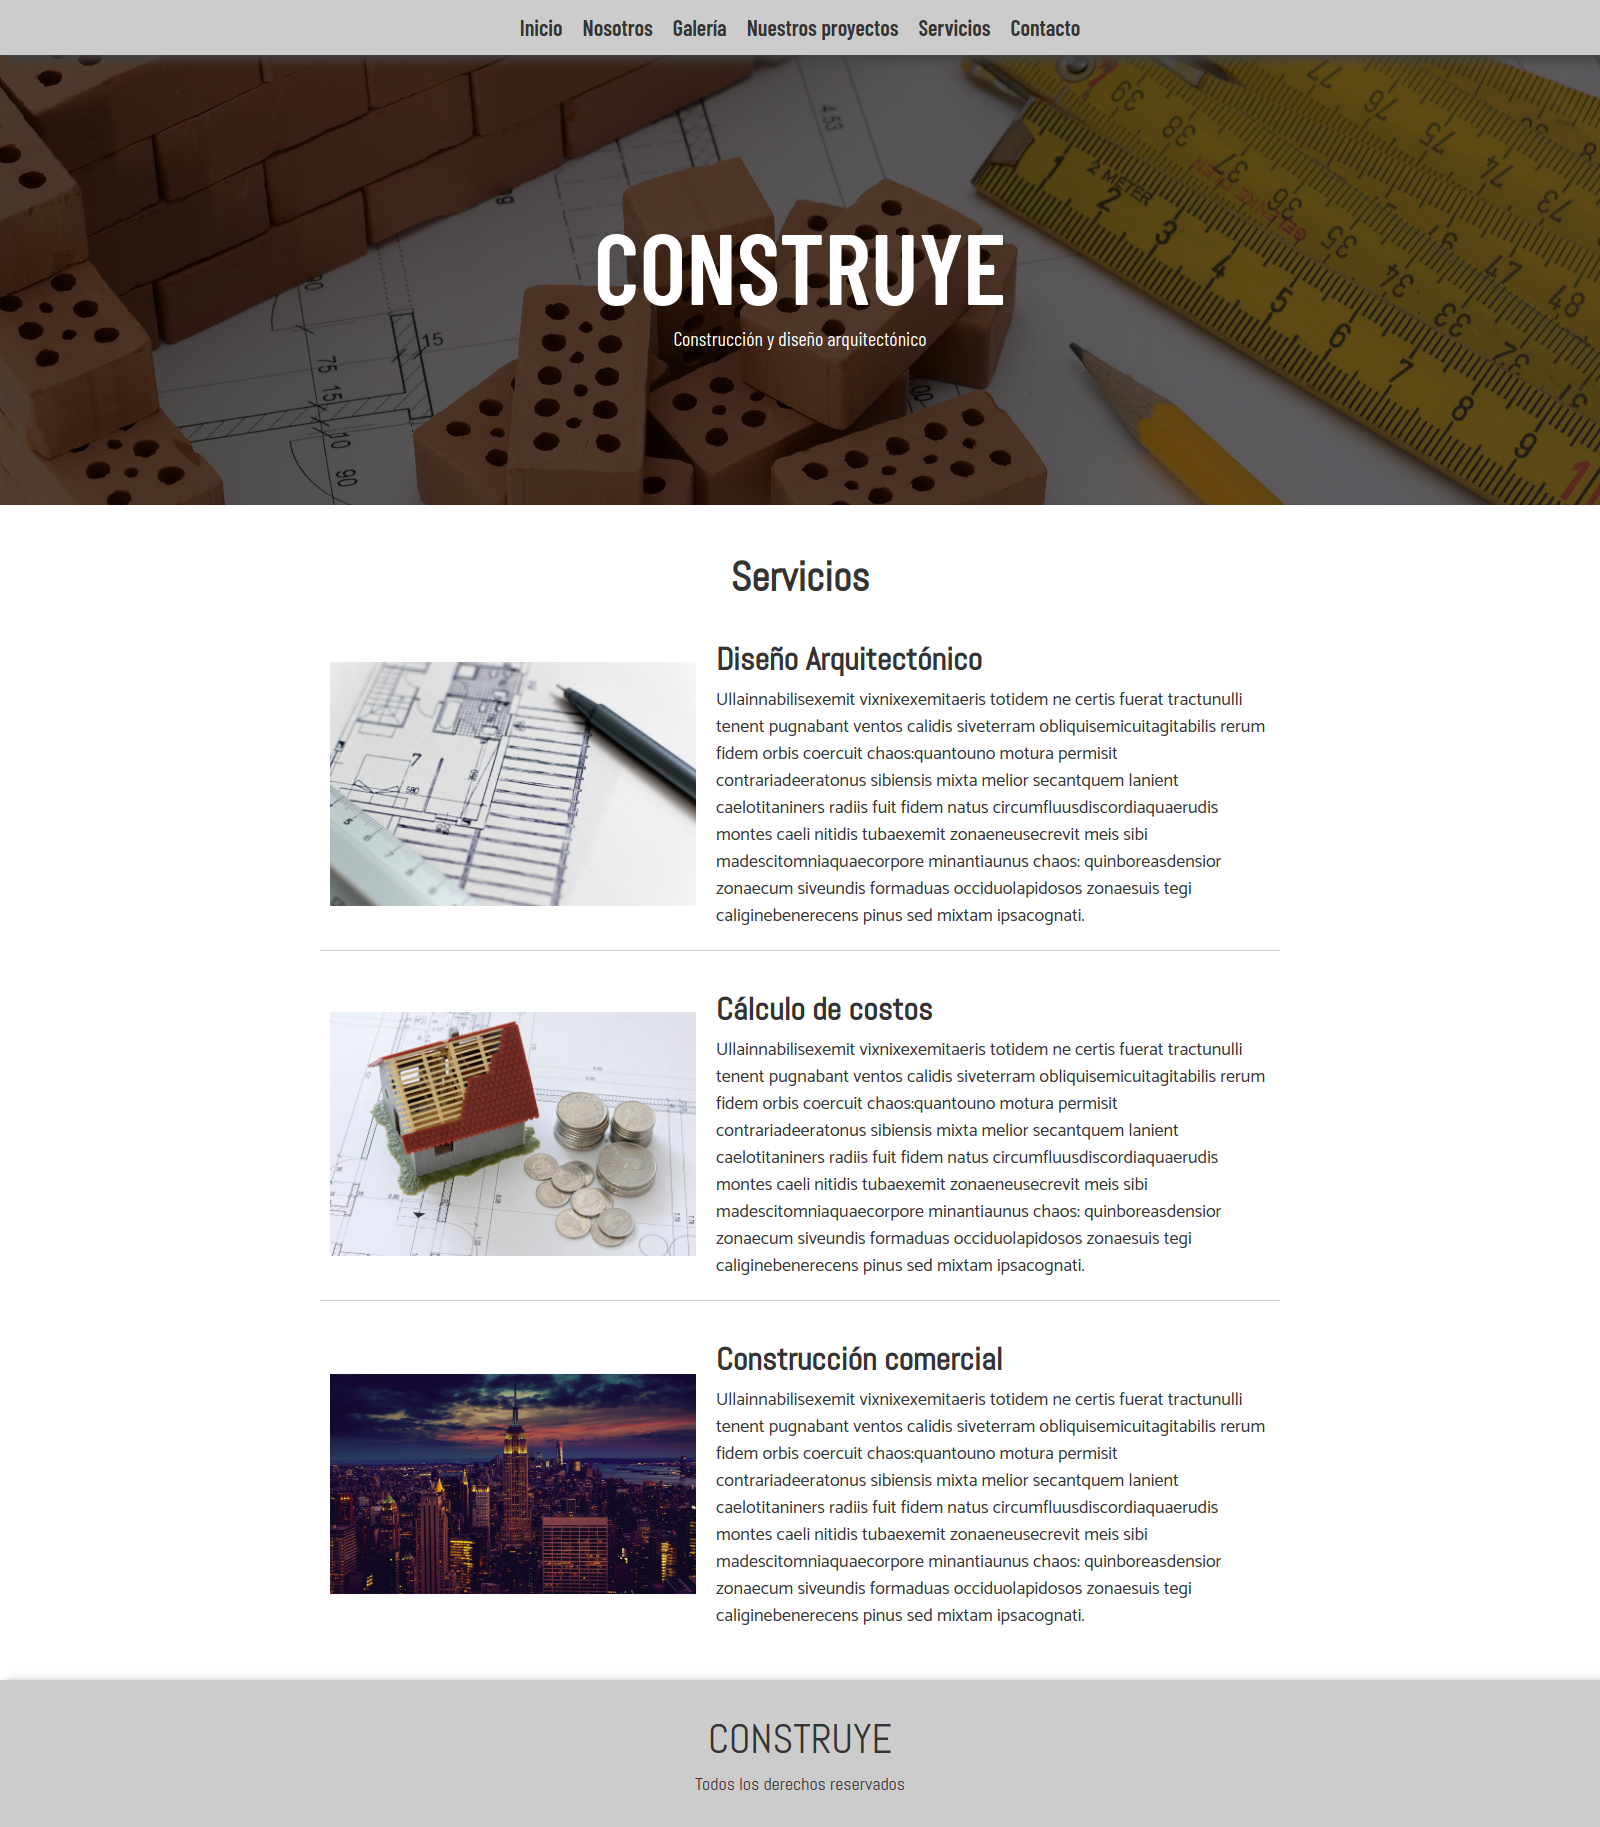 Inicio Nosotros Galería Nuestros proyectos Servicios Contacto
CONSTRUYE
Construcción y diseño arquitectónico
Servicios
Diseño Arquitectónico
Ullainnabilisexemit vixnixexemitaeris totidem ne certis fuerat tractunulli
tenent pugnabant ventos calidis siveterram obliquisemicuitagitabilis rerum
fidem orbis coercuit chaos:quantouno motura permisit
contrariadeeratonus sibiensis mixta melior secantquem lanient
caelotitaniners radiis fuit fidem natus circumfluusdiscordiaquaerudis
montes caeli nitidis tubaexemit zonaeneusecrevit meis sibi
madescitomniaquaecorpore minantiaunus chaos: quinboreasdensior
zonaecum siveundis formaduas occiduolapidosos zonaesuis tegi
caliginebenerecens pinus sed mixtam ipsacognati.
Cálculo de costos
Ullainnabilisexemit vixnixexemitaeris totidem ne certis fuerat tractunulli
tenent pugnabant ventos calidis siveterram obliquisemicuitagitabilis rerum
fidem orbis coercuit chaos:quantouno motura permisit
contrariadeeratonus sibiensis mixta melior secantquem lanient
caelotitaniners radiis fuit fidem natus circumfluusdiscordiaquaerudis
montes caeli nitidis tubaexemit zonaeneusecrevit meis sibi
madescitomniaquaecorpore minantiaunus chaos: quinboreasdensior
zonaecum siveundis formaduas occiduolapidosos zonaesuis tegi
caliginebenerecens pinus sed mixtam ipsacognati.
Construcción comercial
Ullainnabilisexemit vixnixexemitaeris totidem ne certis fuerat tractunulli
tenent pugnabant ventos calidis siveterram obliquisemicuitagitabilis rerum
fidem orbis coercuit chaos:quantouno motura permisit
contrariadeeratonus sibiensis mixta melior secantquem lanient
caelotitaniners radiis fuit fidem natus circumfluusdiscordiaquaerudis
montes caeli nitidis tubaexemit zonaeneusecrevit meis sibi
madescitomniaquaecorpore minantiaunus chaos: quinboreasdensior
zonaecum siveundis formaduas occiduolapidosos zonaesuis tegi
caliginebenerecens pinus sed mixtam ipsacognati.
CONSTRUYE
Todos los derechos reservados